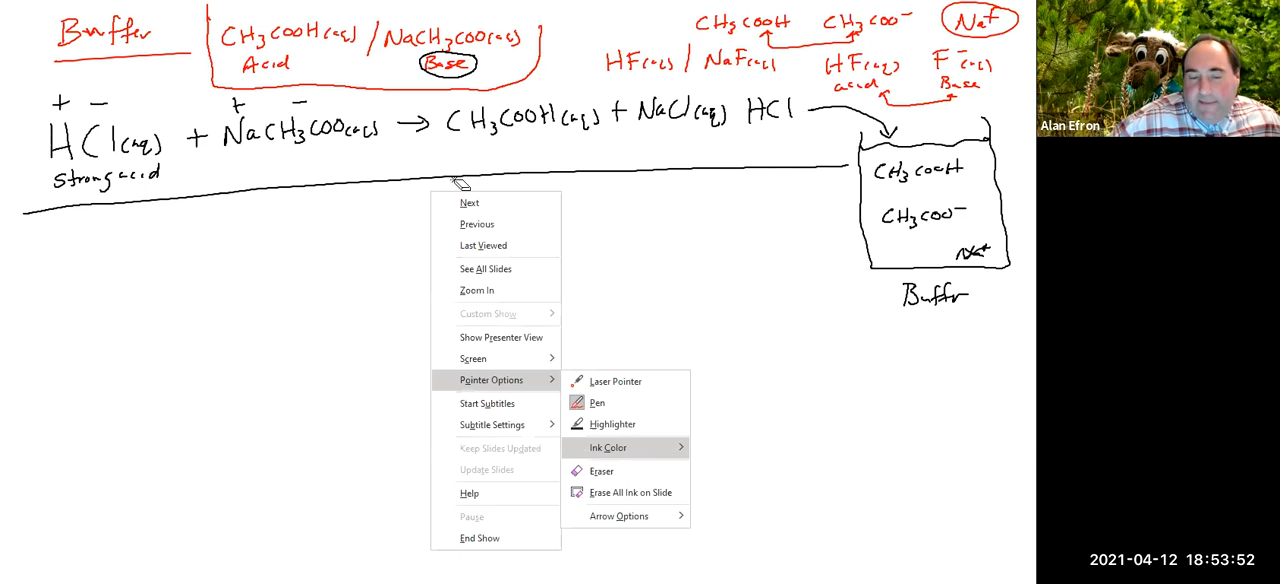 Buffer
CH3COOH(aq) / NaCH3COO(aq)
Acid
Base
CH3COOH CH3COO⁻ Na⁺
HF(aq) / NaF(aq)
HF(aq) F⁻(aq)
acid Base
+ − + −
HCl(aq) + NaCH3COO(aq) → CH3COOH(aq) + NaCl(aq) HCl
strong acid
CH3COOH
CH3COO⁻
Na⁺
Buffer
Next
Previous
Last Viewed
See All Slides
Zoom In
Custom Show
Show Presenter View
Screen
Pointer Options
Start Subtitles
Subtitle Settings
Keep Slides Updated
Update Slides
Help
Pause
End Show
Laser Pointer
Pen
Highlighter
Ink Color
Eraser
Erase All Ink on Slide
Arrow Options
Alan Efron
2021-04-12 18:53:52